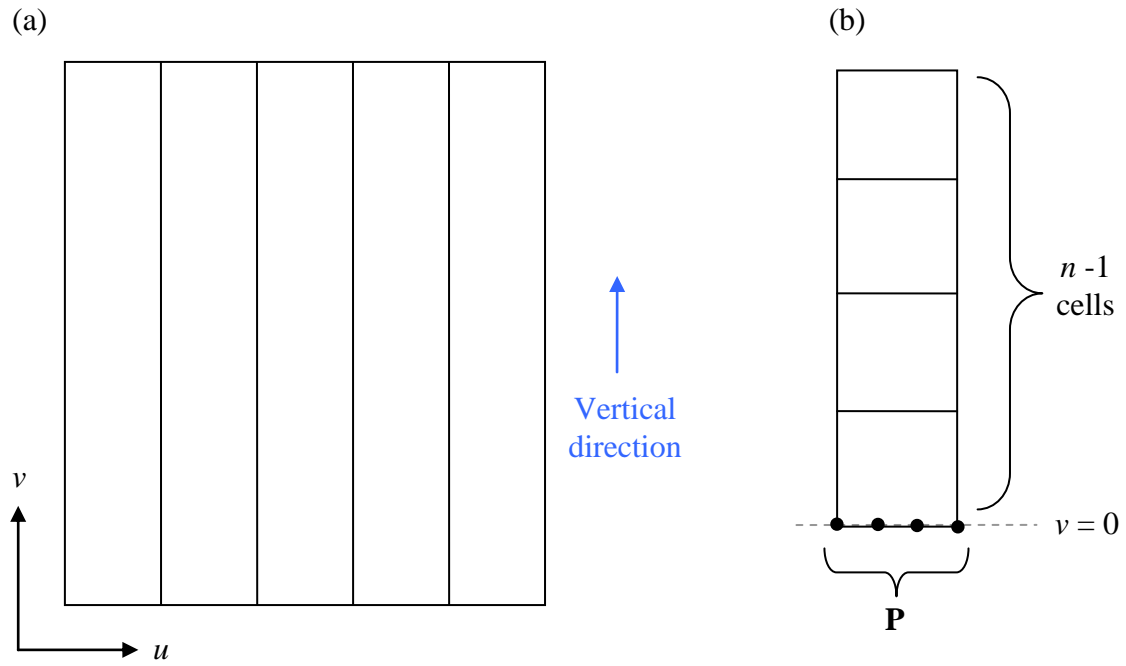 (a)
v
u
Vertical
direction
(b)
n -1
cells
v = 0
P